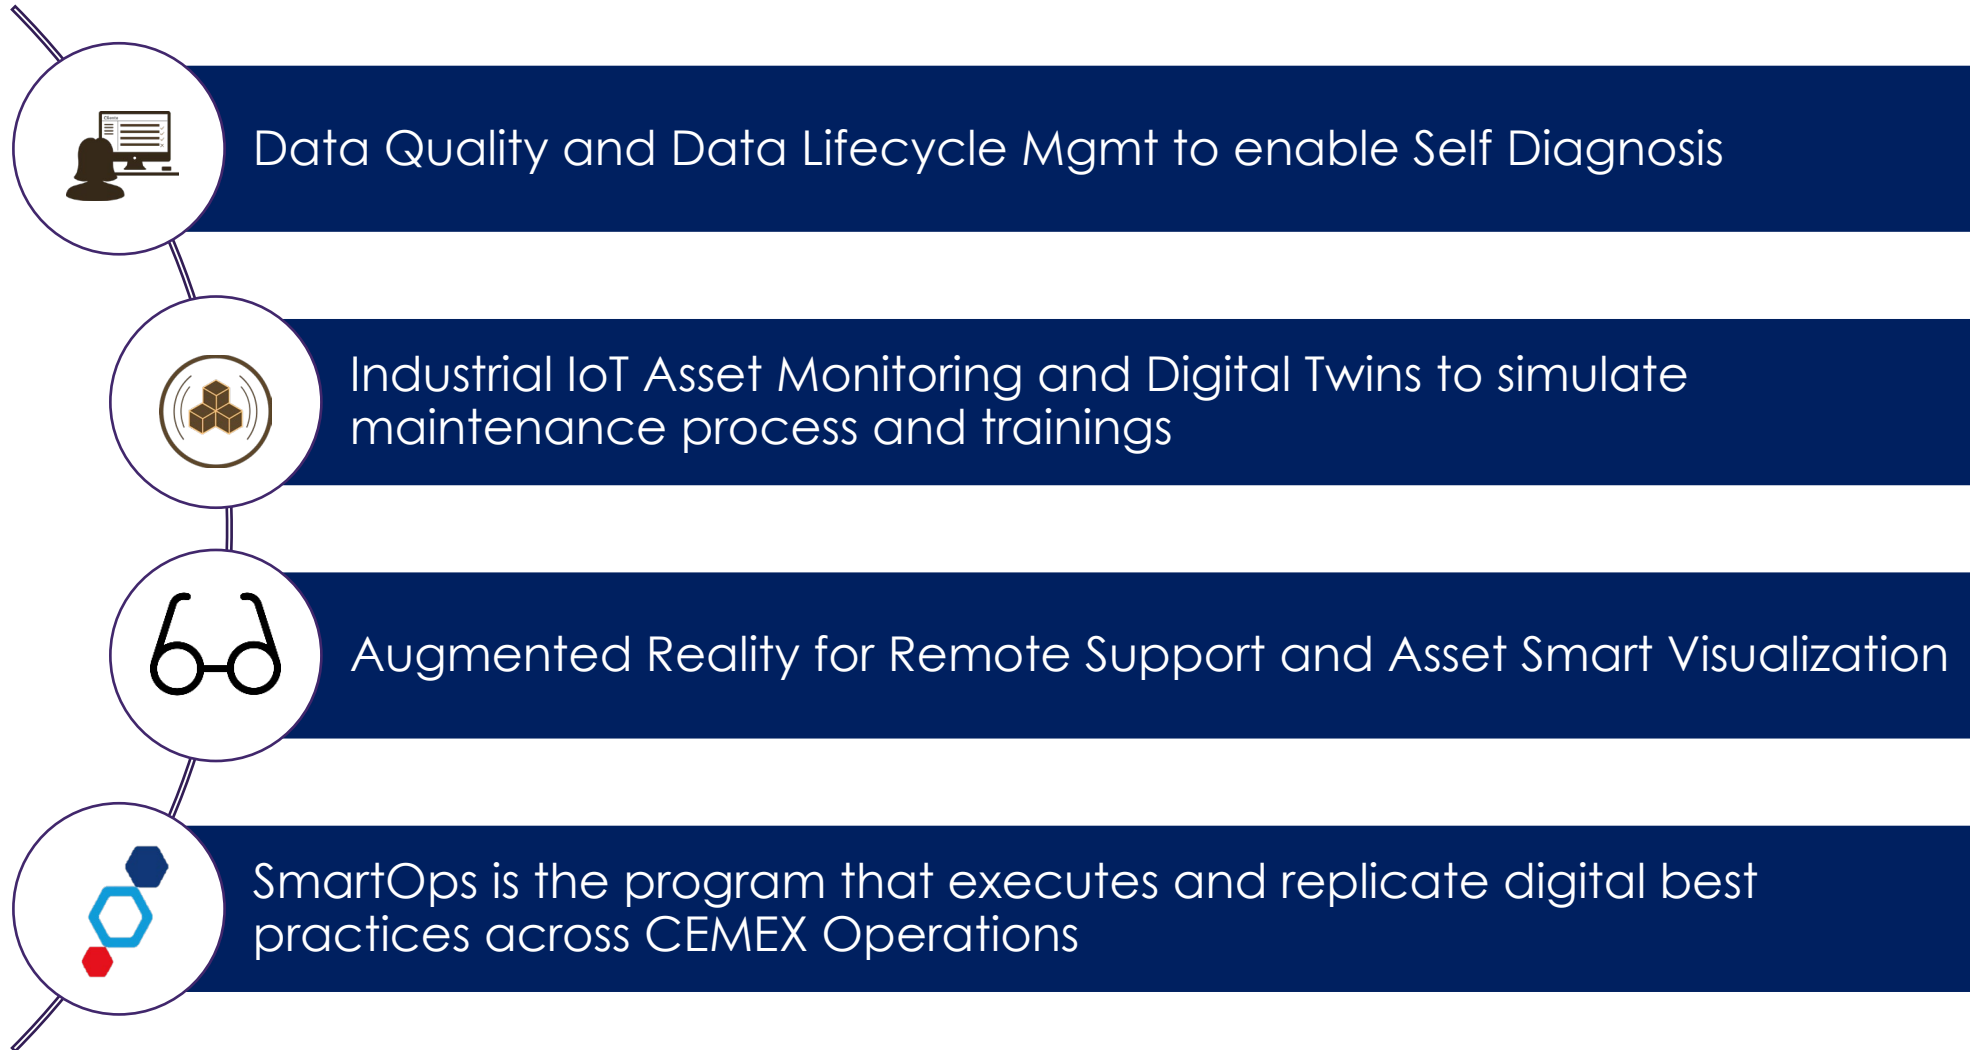 Data Quality and Data Lifecycle Mgmt to enable Self Diagnosis
Industrial IoT Asset Monitoring and Digital Twins to simulate
maintenance process and trainings
Augmented Reality for Remote Support and Asset Smart Visualization
SmartOps is the program that executes and replicate digital best
practices across CEMEX Operations